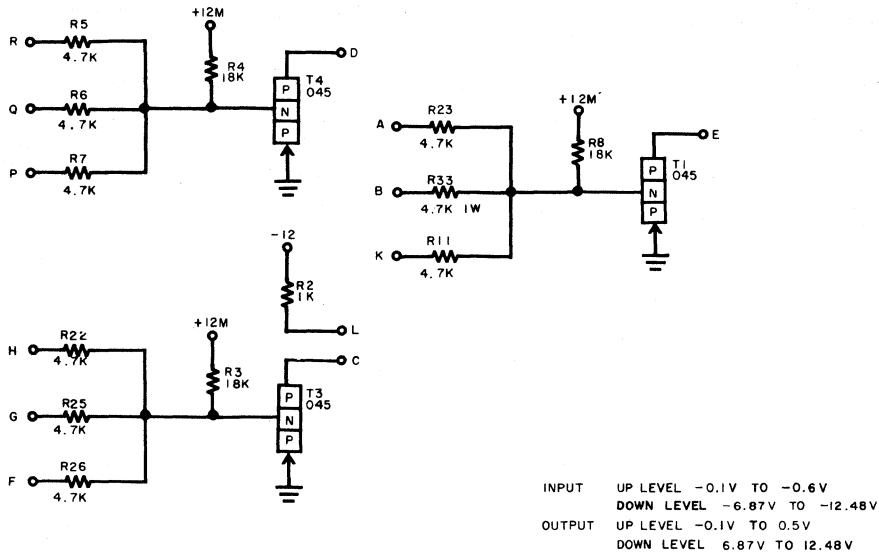 R5
R
4.7K
+12M
R4
18K
D
T4
045
P
N
P
R6
Q
4.7K
R7
P
4.7K
R23
A
4.7K
+12M
R8
18K
E
T1
045
P
N
P
R33
B
4.7K 1W
R11
K
4.7K
-12
R2
1K
L
C
R22
H
4.7K
+12M
R3
18K
T3
045
P
N
P
R25
G
4.7K
R26
F
4.7K
INPUT UP LEVEL -0.1V TO -0.6V
DOWN LEVEL -6.87V TO -12.48V
OUTPUT UP LEVEL -0.1V TO 0.5V
DOWN LEVEL 6.87V TO 12.48V